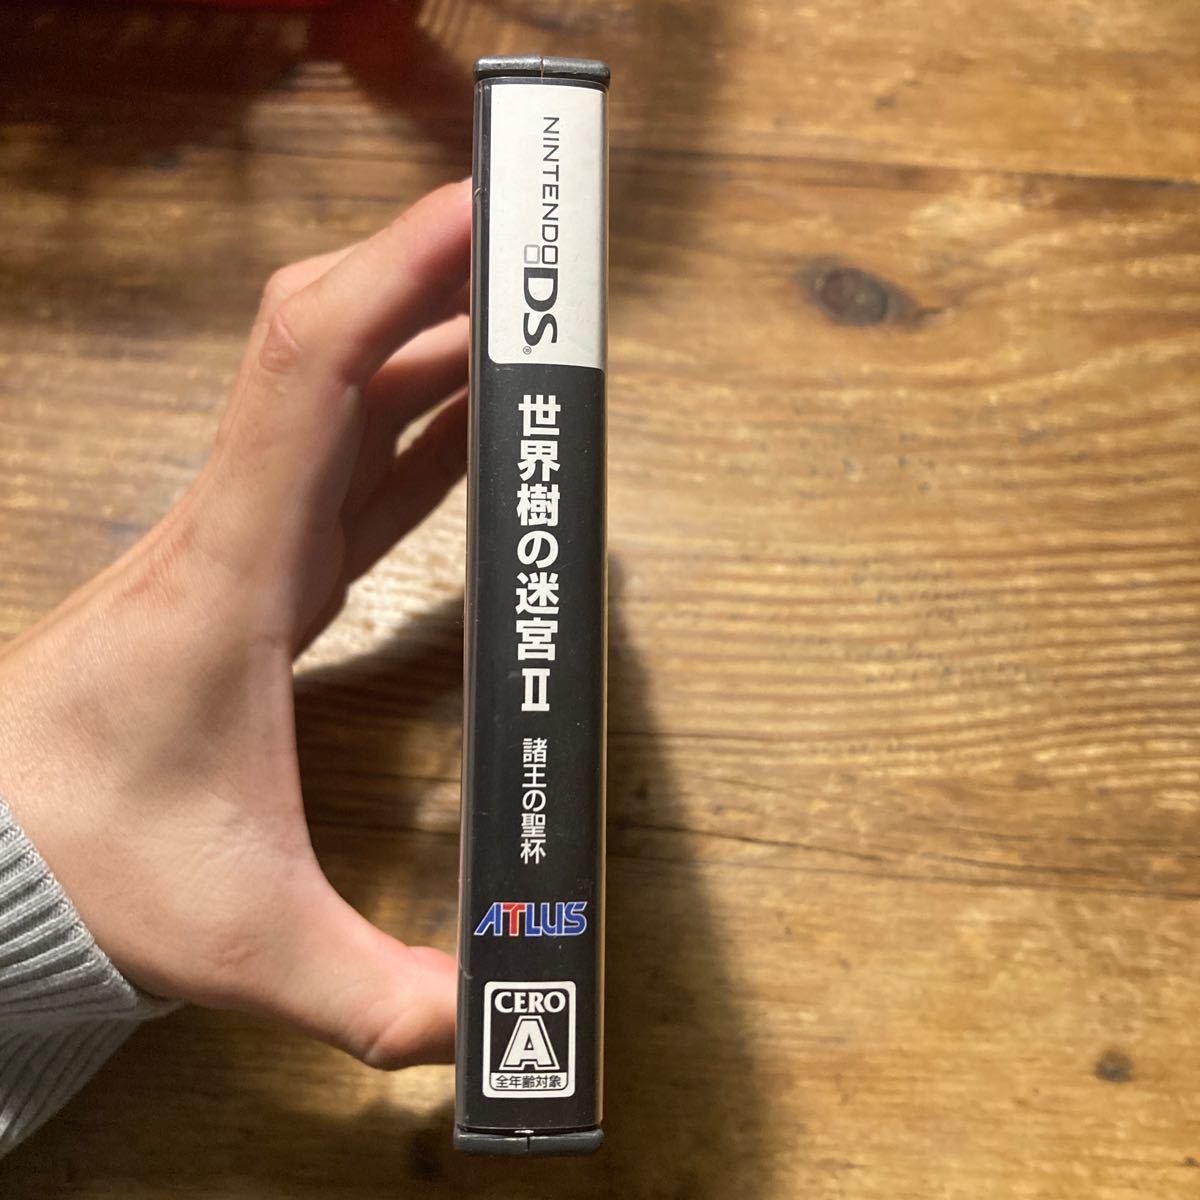 NINTENDO DS®
世界樹の迷宮II
諸王の聖杯
ATLUS
CERO
A
全年齢対象